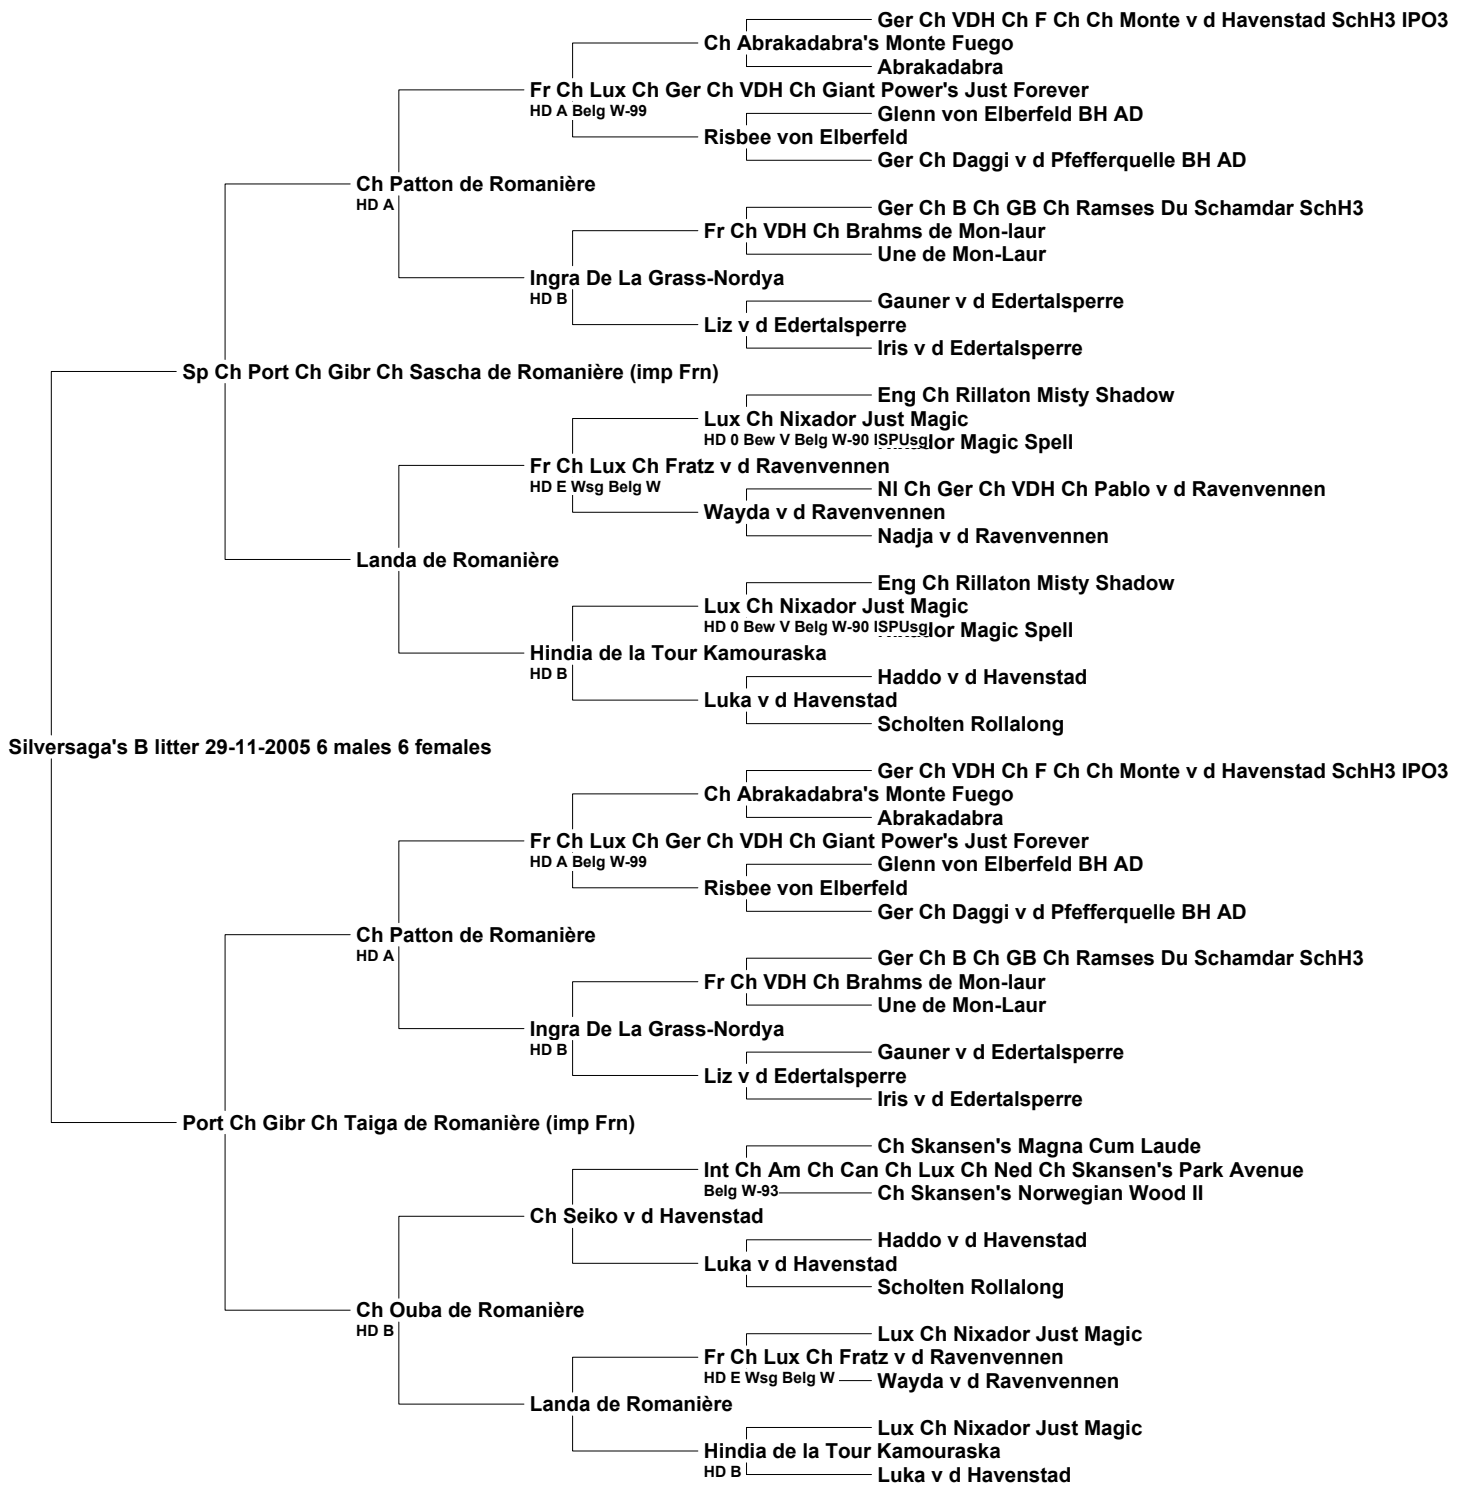 Ger Ch VDH Ch F Ch Ch Monte v d Havenstad SchH3 IPO3
Ch Abrakadabra's Monte Fuego
Abrakadabra
Fr Ch Lux Ch Ger Ch VDH Ch Giant Power's Just Forever
HD A Belg W-99
Glenn von Elberfeld BH AD
Risbee von Elberfeld
Ger Ch Daggi v d Pfefferquelle BH AD
Ch Patton de Romanière
HD A
Ger Ch B Ch GB Ch Ramses Du Schamdar SchH3
Fr Ch VDH Ch Brahms de Mon-laur
Une de Mon-Laur
Ingra De La Grass-Nordya
HD B
Gauner v d Edertalsperre
Liz v d Edertalsperre
Iris v d Edertalsperre
Sp Ch Port Ch Gibr Ch Sascha de Romanière (imp Frn)
Eng Ch Rillaton Misty Shadow
Lux Ch Nixador Just Magic
HD 0 Bew V Belg W-90 ISPUsg
Magic Spell
Fr Ch Lux Ch Fratz v d Ravenvennen
HD E Wsg Belg W
Nl Ch Ger Ch VDH Ch Pablo v d Ravenvennen
Wayda v d Ravenvennen
Nadja v d Ravenvennen
Landa de Romanière
Eng Ch Rillaton Misty Shadow
Lux Ch Nixador Just Magic
HD 0 Bew V Belg W-90 ISPUsg
Magic Spell
Hindia de la Tour Kamouraska
HD B
Haddo v d Havenstad
Luka v d Havenstad
Scholten Rollalong
Silversaga's B litter 29-11-2005 6 males 6 females
Ger Ch VDH Ch F Ch Ch Monte v d Havenstad SchH3 IPO3
Ch Abrakadabra's Monte Fuego
Abrakadabra
Fr Ch Lux Ch Ger Ch VDH Ch Giant Power's Just Forever
HD A Belg W-99
Glenn von Elberfeld BH AD
Risbee von Elberfeld
Ger Ch Daggi v d Pfefferquelle BH AD
Ch Patton de Romanière
HD A
Ger Ch B Ch GB Ch Ramses Du Schamdar SchH3
Fr Ch VDH Ch Brahms de Mon-laur
Une de Mon-Laur
Ingra De La Grass-Nordya
HD B
Gauner v d Edertalsperre
Liz v d Edertalsperre
Iris v d Edertalsperre
Port Ch Gibr Ch Taiga de Romanière (imp Frn)
Ch Skansen's Magna Cum Laude
Int Ch Am Ch Can Ch Lux Ch Ned Ch Skansen's Park Avenue
Belg W-93
Ch Skansen's Norwegian Wood II
Ch Seiko v d Havenstad
Haddo v d Havenstad
Luka v d Havenstad
Scholten Rollalong
Ch Ouba de Romanière
HD B
Lux Ch Nixador Just Magic
Fr Ch Lux Ch Fratz v d Ravenvennen
HD E Wsg Belg W
Wayda v d Ravenvennen
Landa de Romanière
Lux Ch Nixador Just Magic
Hindia de la Tour Kamouraska
HD B
Luka v d Havenstad